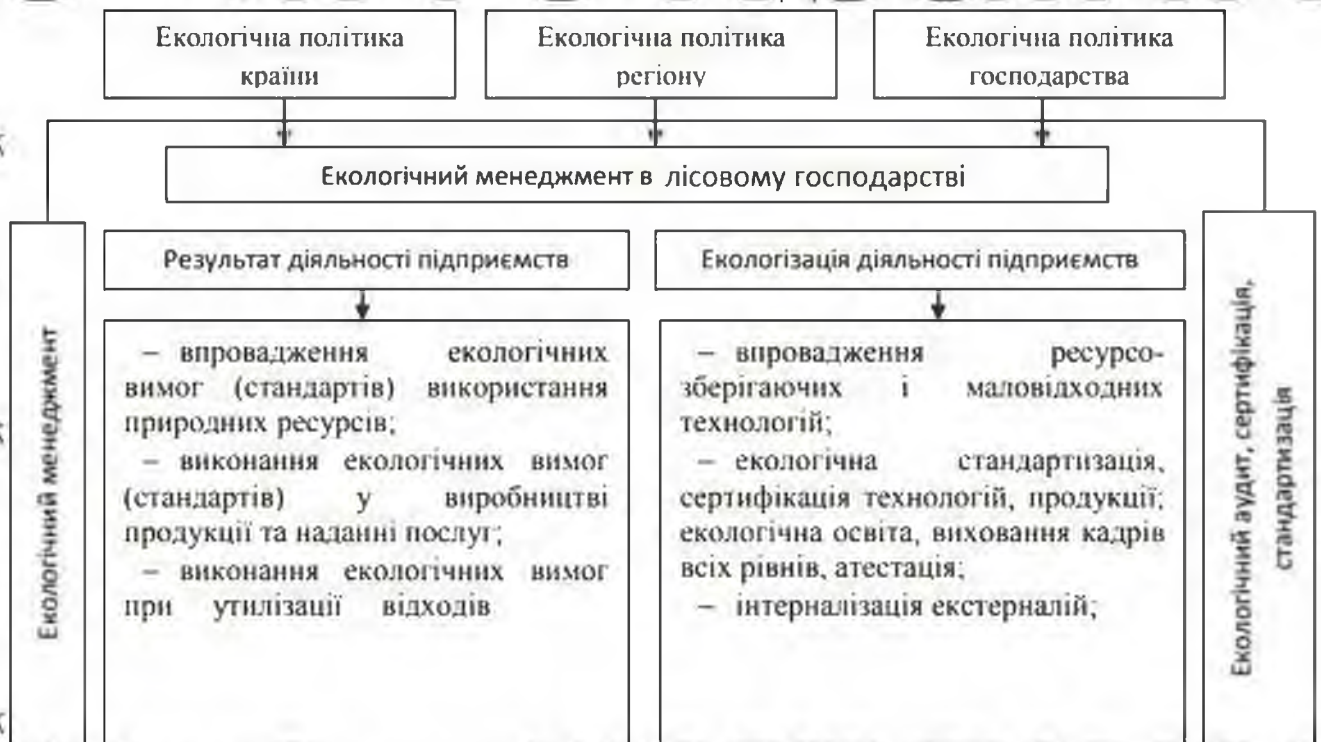 Екологічна політика
країни
Екологічна політика
регіону
Екологічна політика
господарства
Екологічний менеджмент в лісовому господарстві
Екологічний менеджмент
Результат діяльності підприємств
– впровадження екологічних
вимог (стандартів) використання
природних ресурсів;
– виконання екологічних вимог
(стандартів) у виробництві
продукції та наданні послуг;
– виконання екологічних вимог
при утилізації відходів
Екологізація діяльності підприємств
– впровадження ресурсо-
зберігаючих і маловідходних
технологій;
– екологічна стандартизація,
сертифікація технологій, продукції;
екологічна освіта, виховання кадрів
всіх рівнів, атестація;
– інтерналізація екстерналій;
Екологічний аудит, сертифікація,
стандартизація